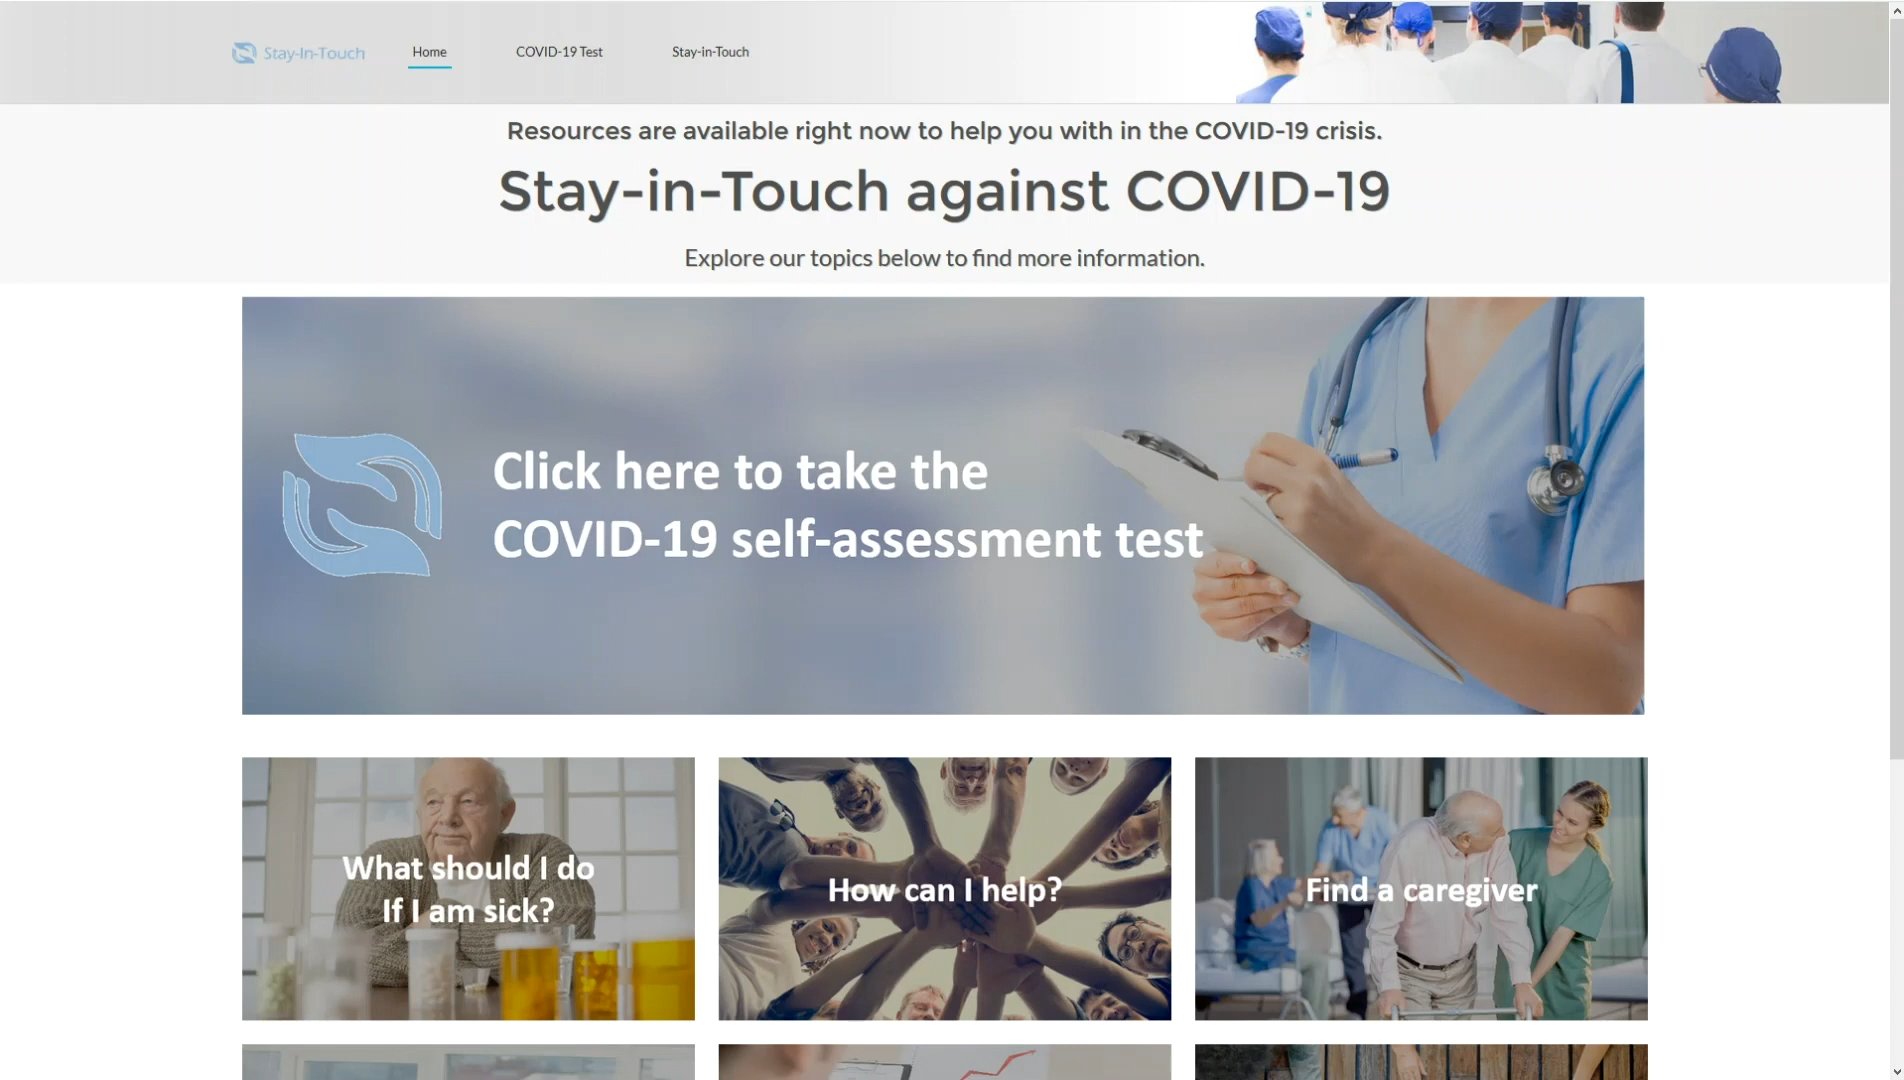 Stay-In-Touch
Home
COVID-19 Test
Stay-in-Touch
Resources are available right now to help you with in the COVID-19 crisis.
Stay-in-Touch against COVID-19
Explore our topics below to find more information.
Click here to take the
COVID-19 self-assessment test
What should I do
If I am sick?
How can I help?
Find a caregiver